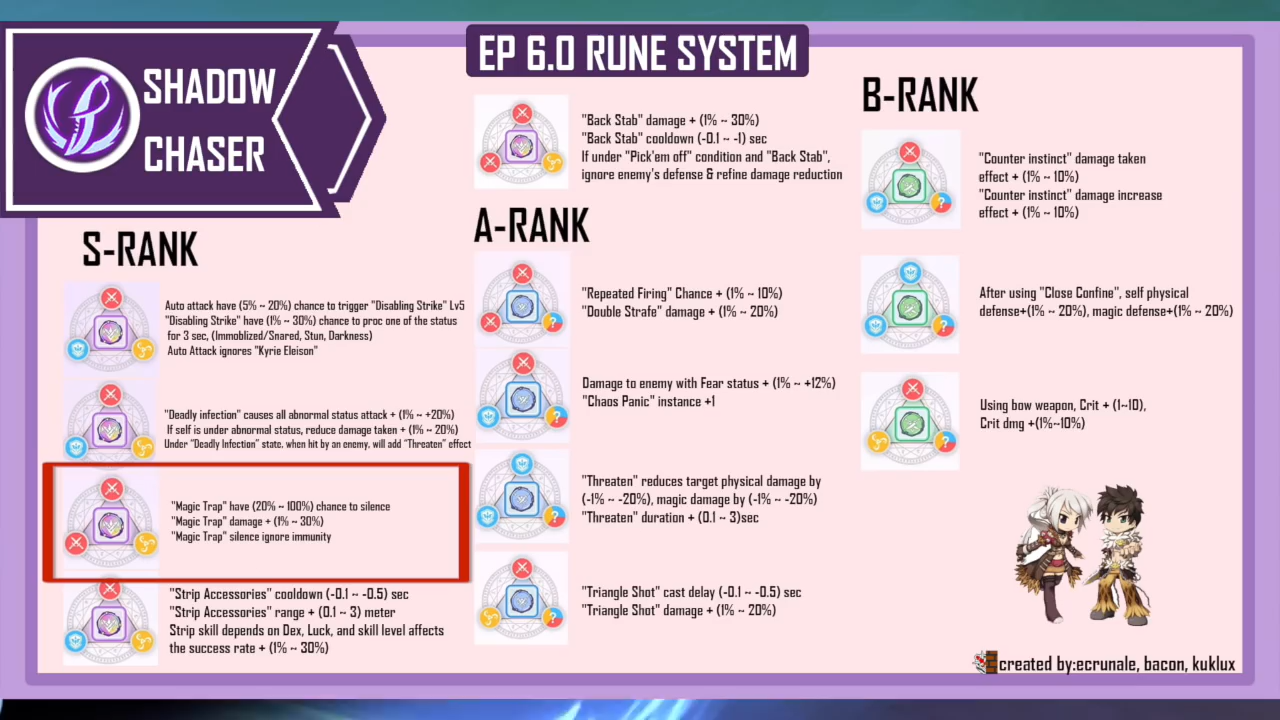 SHADOW
CHASER
EP 6.0 RUNE SYSTEM
S-RANK
Auto attack have (5% ~ 20%) chance to trigger "Disabling Strike" Lv5
"Disabling Strike" have (1% ~ 30%) chance to proc one of the status
for 3 sec, (Immoblized/Snared, Stun, Darkness)
Auto Attack ignores "Kyrie Eleison"
"Deadly infection" causes all abnormal status attack + (1% ~ +20%)
If self is under abnormal status, reduce damage taken + (1% ~ 20%)
Under "Deadly Infection" state, when hit by an enemy, will add "Threaten" effect
"Magic Trap" have (20% ~ 100%) chance to silence
"Magic Trap" damage + (1% ~ 30%)
"Magic Trap" silence ignore immunity
"Strip Accessories" cooldown (-0.1 ~ -0.5) sec
"Strip Accessories" range + (0.1 ~ 3) meter
Strip skill depends on Dex, Luck, and skill level affects
the success rate + (1% ~ 30%)
"Back Stab" damage + (1% ~ 30%)
"Back Stab" cooldown (-0.1 ~ -1) sec
If under "Pick'em off" condition and "Back Stab",
ignore enemy's defense & refine damage reduction
A-RANK
"Repeated Firing" Chance + (1% ~ 10%)
"Double Strafe" damage + (1% ~ 20%)
Damage to enemy with Fear status + (1% ~ +12%)
"Chaos Panic" instance +1
"Threaten" reduces target physical damage by
(-1% ~ -20%), magic damage by (-1% ~ -20%)
"Threaten" duration + (0.1 ~ 3)sec
"Triangle Shot" cast delay (-0.1 ~ -0.5) sec
"Triangle Shot" damage + (1% ~ 20%)
B-RANK
"Counter instinct" damage taken
effect + (1% ~ 10%)
"Counter instinct" damage increase
effect + (1% ~ 10%)
After using "Close Confine", self physical
defense+(1% ~ 20%), magic defense+(1% ~ 20%)
Using bow weapon, Crit + (1~10),
Crit dmg +(1%~10%)
created by:ecrunale, bacon, kuklux